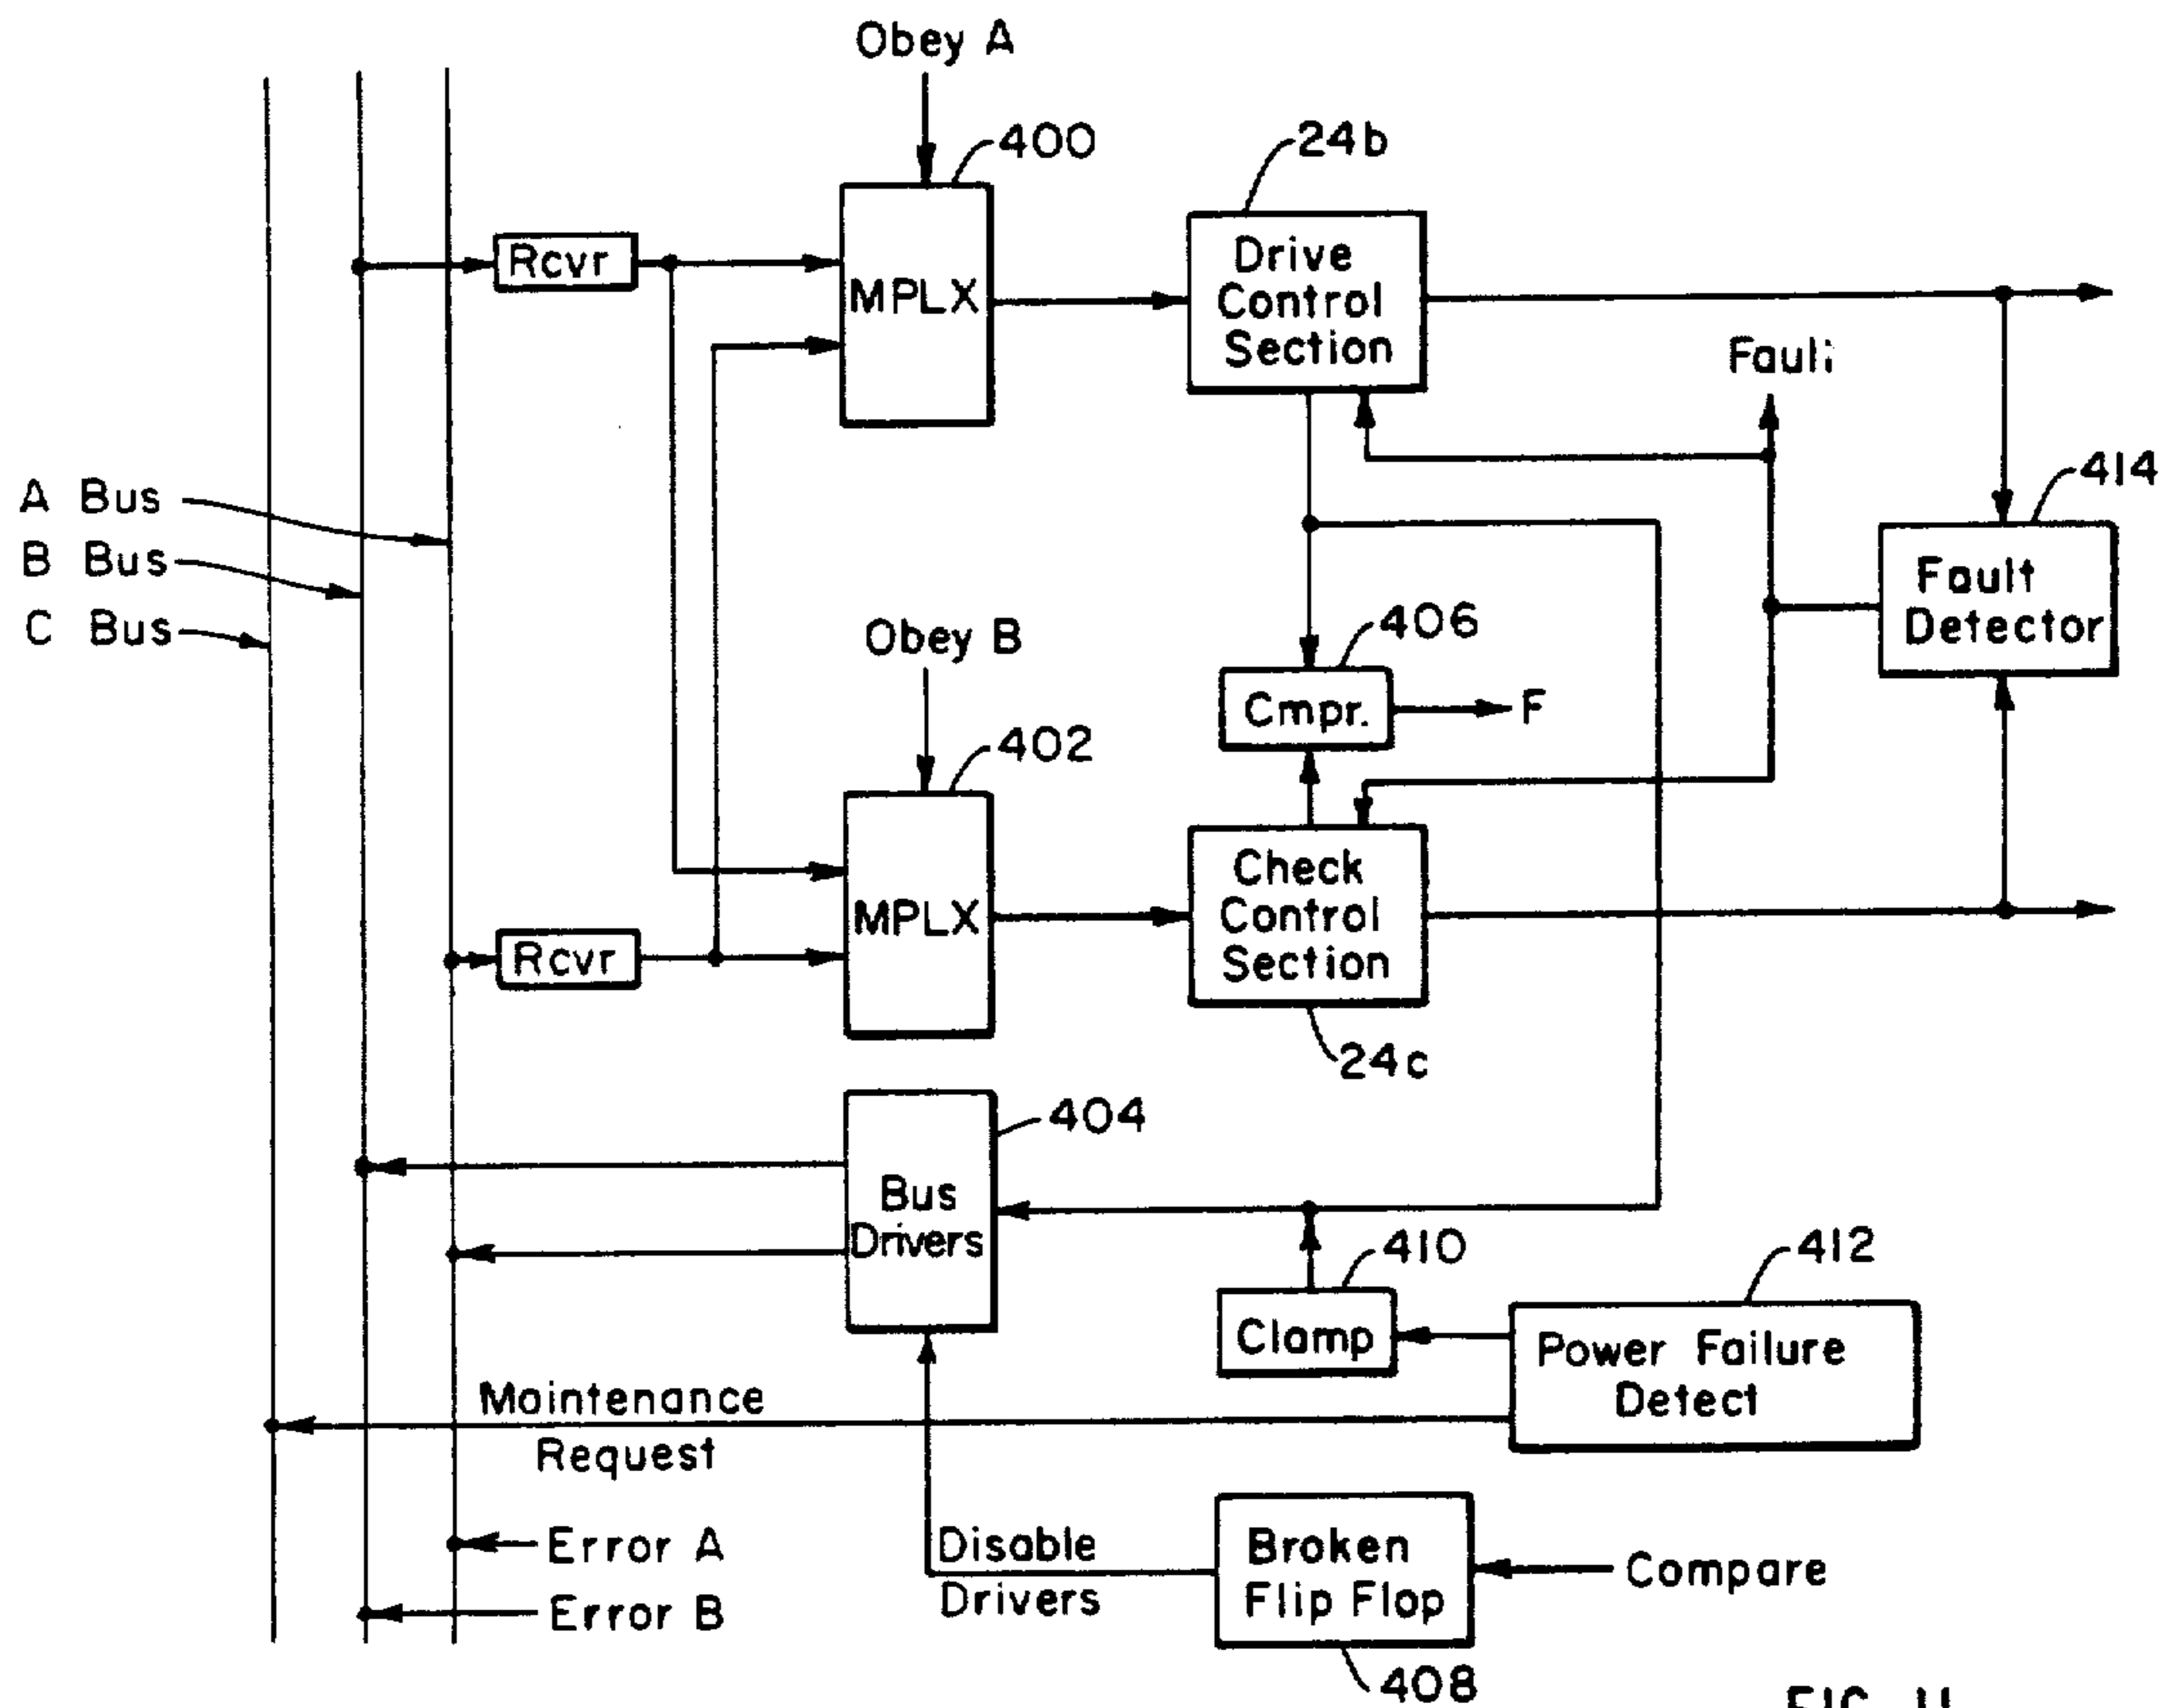 Obey A
400
24b
Rcvr
MPLX
Drive
Control
Section
Fauli
414
A Bus
B Bus
C Bus
Fault
Detector
406
Obey B
Cmpr.
F
402
Check
Control
Section
MPLX
Rcvr
24c
404
Bus
Drivers
410
412
Clamp
Power Failure
Detect
Maintenance
Request
Error A
Error B
Disable
Drivers
Broken
Flip Flop
Compare
408